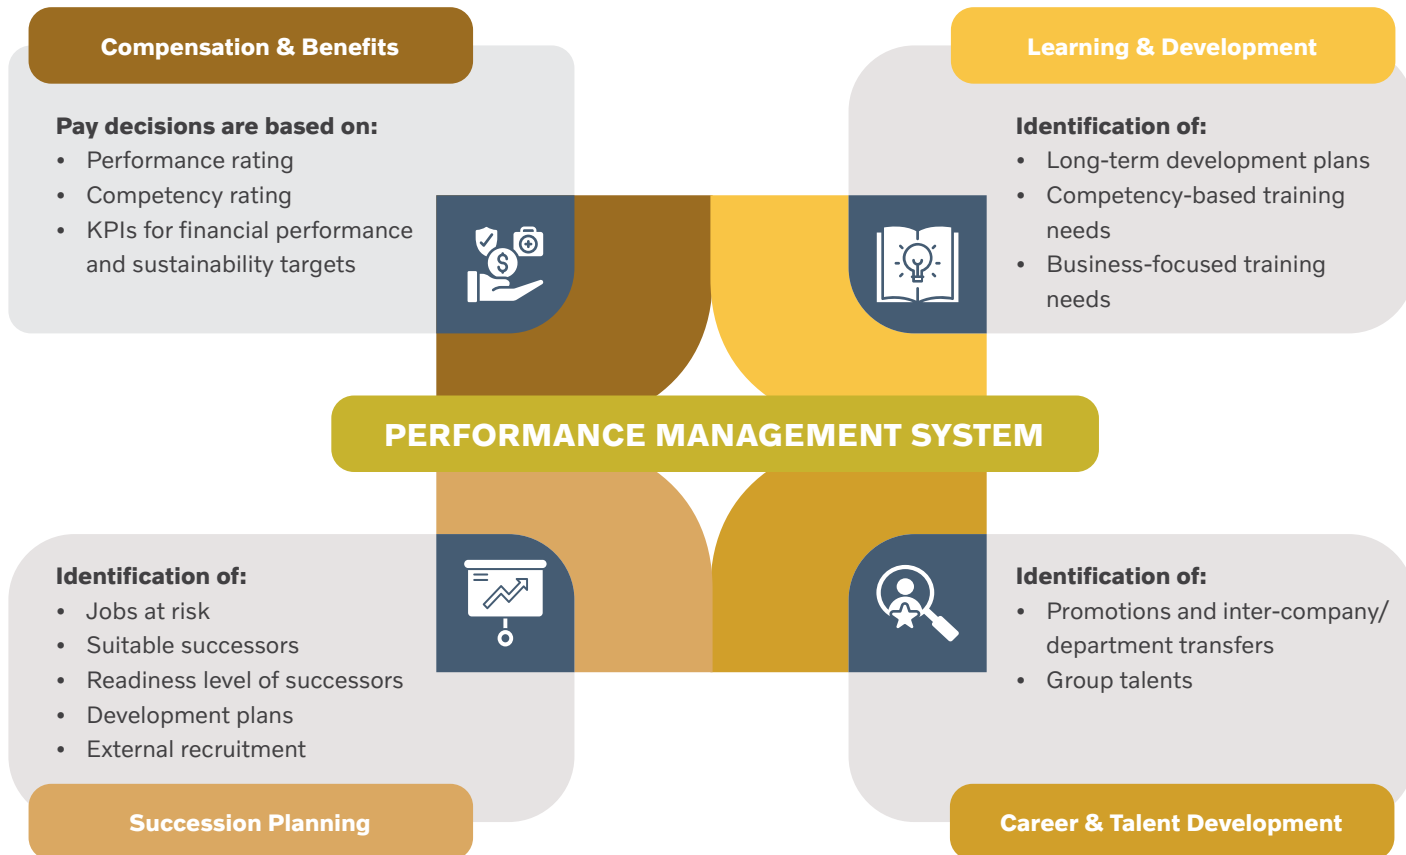 Compensation & Benefits
Pay decisions are based on:
• Performance rating
• Competency rating
• KPIs for financial performance
and sustainability targets
Learning & Development
Identification of:
• Long-term development plans
• Competency-based training
needs
• Business-focused training
needs
$
PERFORMANCE MANAGEMENT SYSTEM
Identification of:
• Jobs at risk
• Suitable successors
• Readiness level of successors
• Development plans
• External recruitment
Succession Planning
Identification of:
• Promotions and inter-company/
department transfers
• Group talents
Career & Talent Development